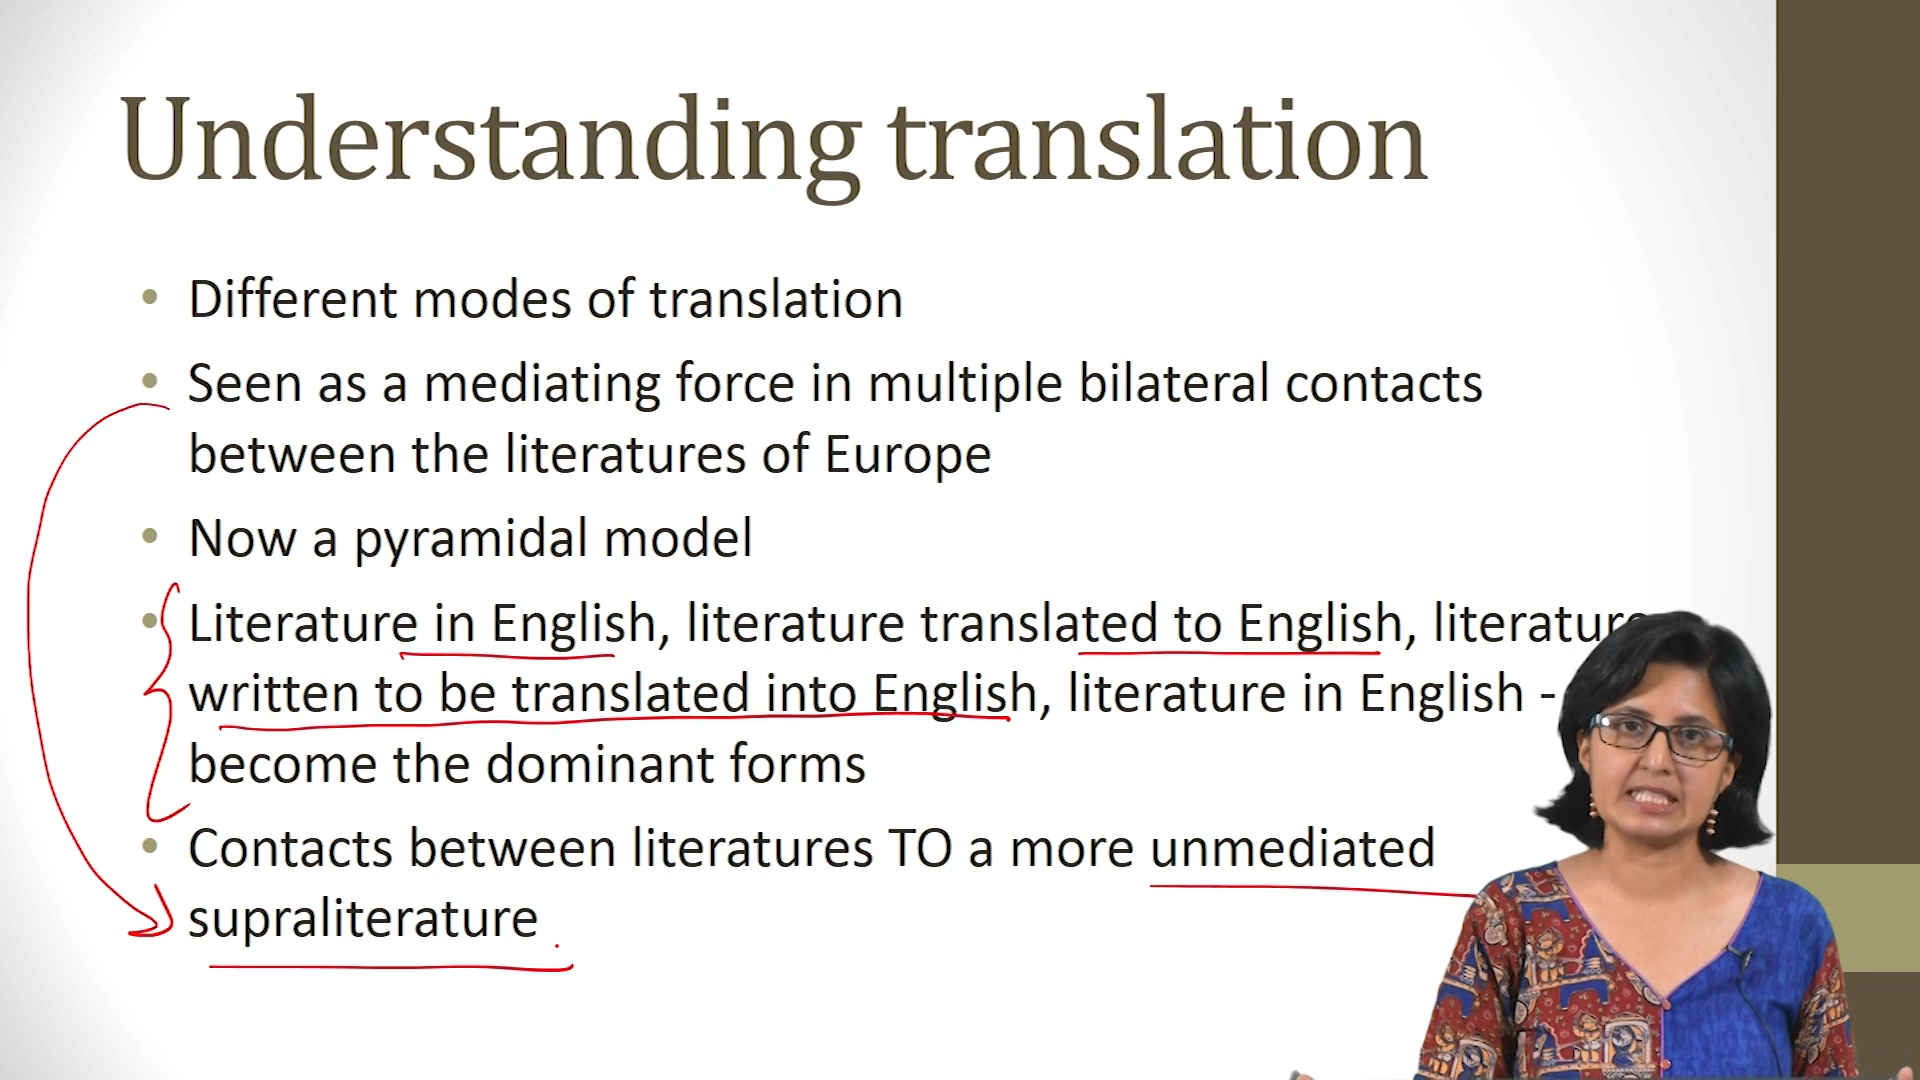 Understanding translation
• Different modes of translation
• Seen as a mediating force in multiple bilateral contacts
between the literatures of Europe
• Now a pyramidal model
• Literature in English, literature translated to English, literature
written to be translated into English, literature in English -
become the dominant forms
• Contacts between literatures TO a more unmediated
supraliterature